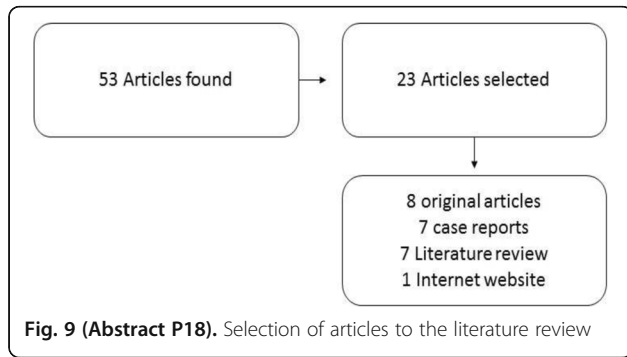 53 Articles found
23 Articles selected
8 original articles
7 case reports
7 Literature review
1 Internet website
Fig. 9 (Abstract P18). Selection of articles to the literature review